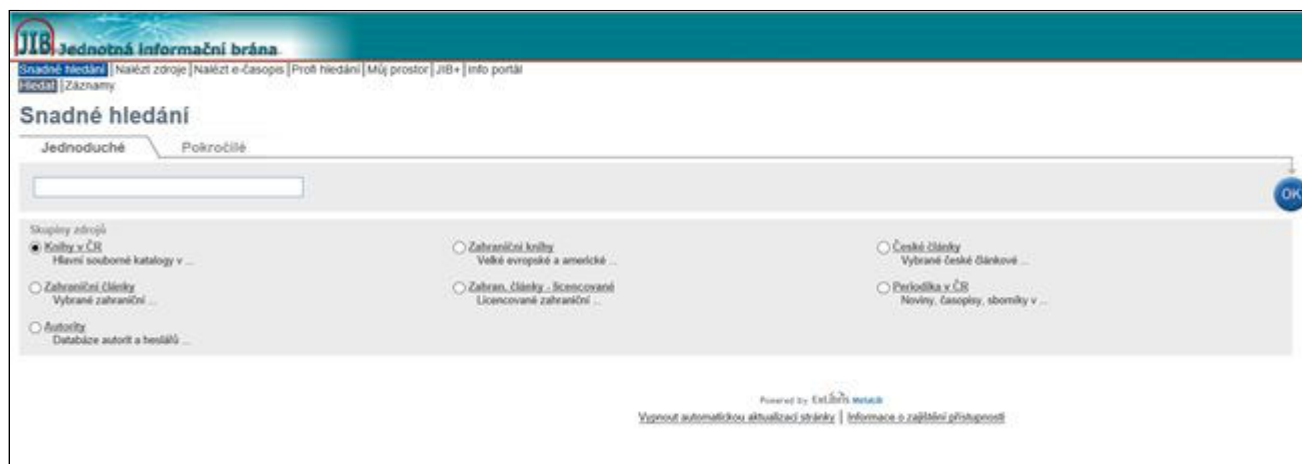 JIB Jednotná informační brána
Snadné hledání | Nalézt zdroje | Nalézt e-časopis | Profi hledání | Můj prostor | JIB+ | Info portál
Hledat | Záznamy
Snadné hledání
Jednoduché Pokročilé
OK
Skupiny zdrojů
Knihy v ČR Zahraniční knihy České články
Hlavní souborné katalogy v ... Velké evropské a americké ... Vybrané české článkové ...
Zahraniční články Zahran. články - licencované Periodika v ČR
Vybrané zahraniční ... Licencované zahraniční ... Noviny, časopisy, sborníky v ...
Autority
Databáze autorit a heslářů ...
Powered by ExLibris MetaLib
Vypnout automatickou aktualizaci stránky | Informace o zajištění přístupnosti